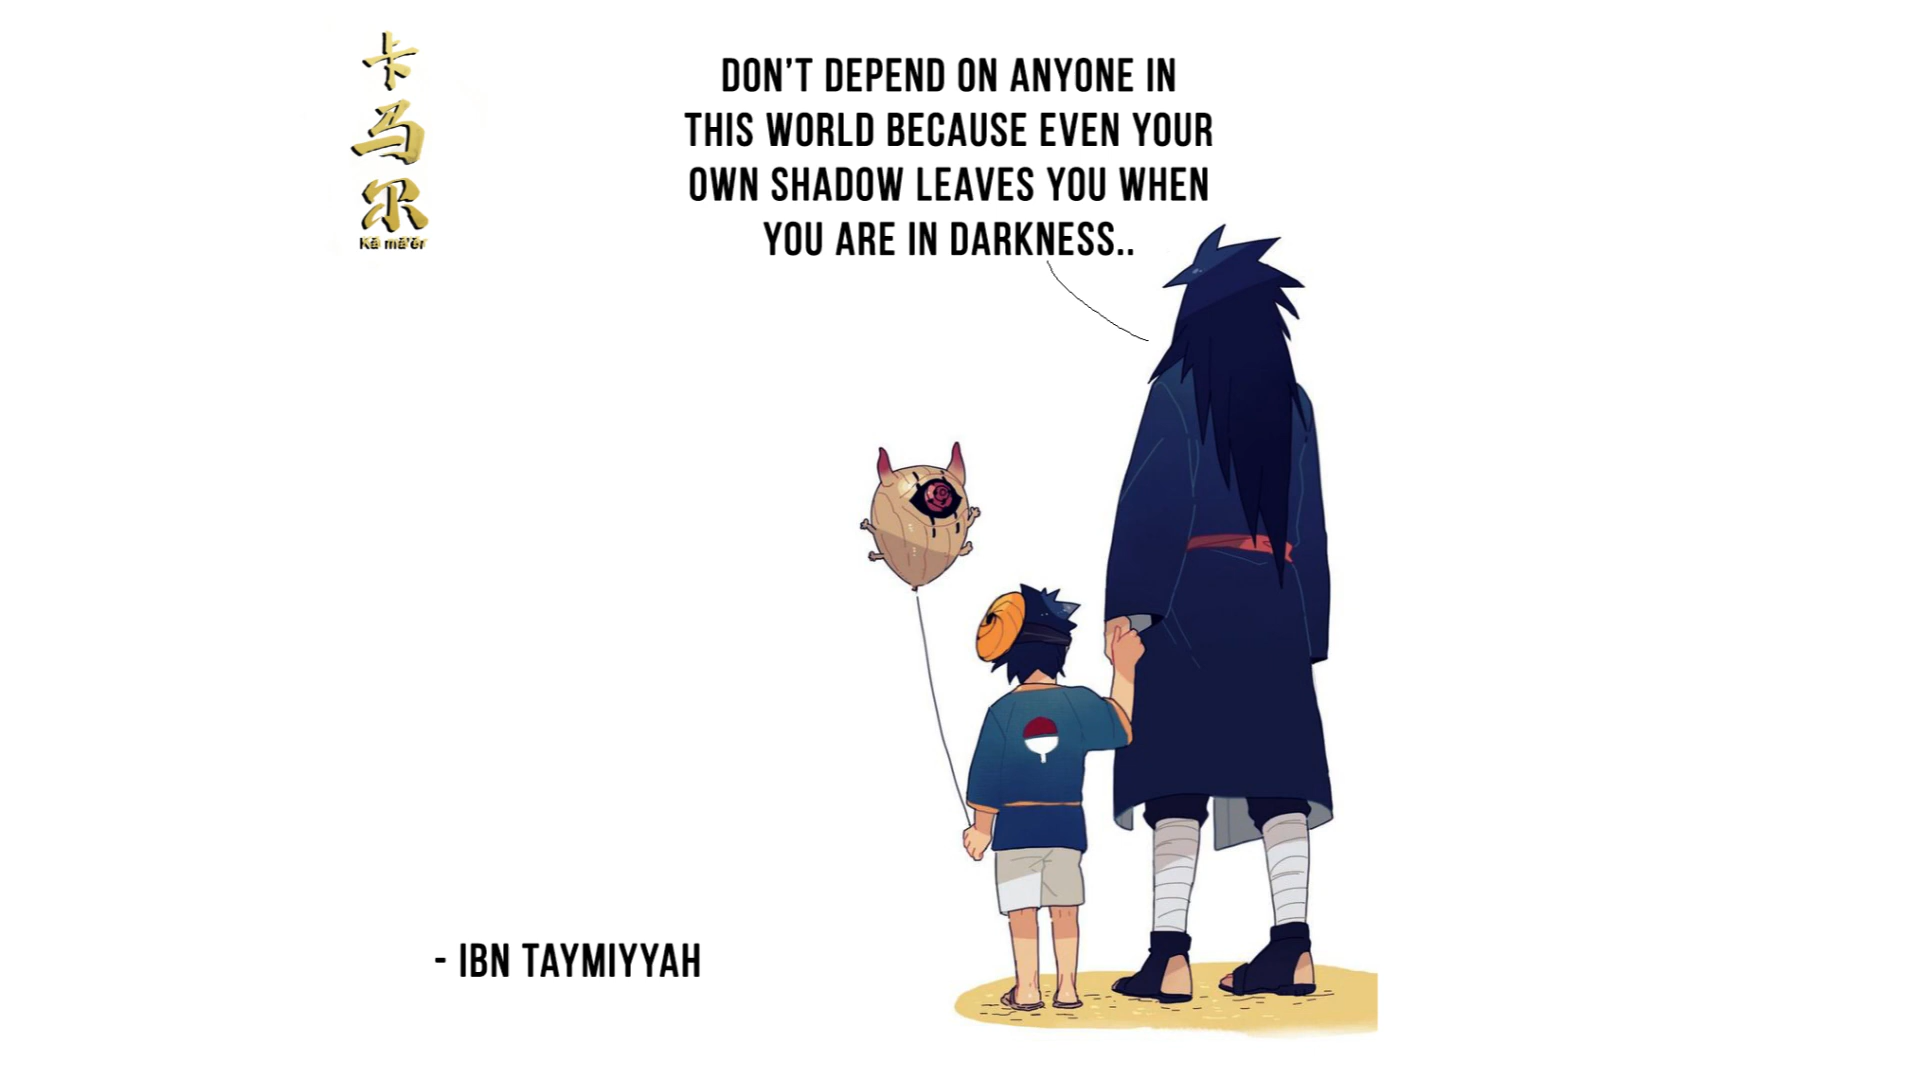 卡
马
尔
Kǎ mǎ'ěr
DON'T DEPEND ON ANYONE IN
THIS WORLD BECAUSE EVEN YOUR
OWN SHADOW LEAVES YOU WHEN
YOU ARE IN DARKNESS..
- IBN TAYMIYYAH